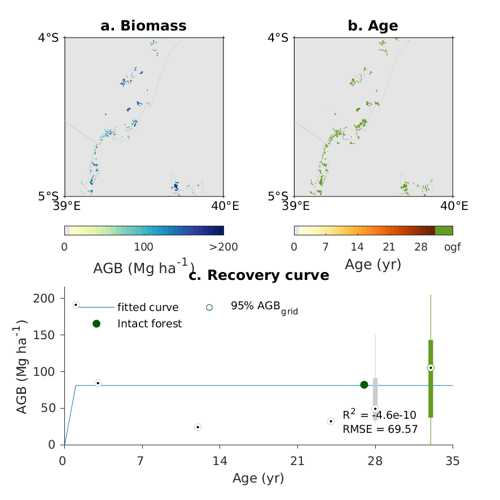 a. Biomass
b. Age
4°S
5°S
39°E
40°E
4°S
5°S
39°E
40°E
0
100
>200
AGB (Mg ha-1)
0
7
14
21
28
ogf
Age (yr)
c. Recovery curve
fitted curve
95% AGBgrid
Intact forest
200
150
100
50
0
AGB (Mg ha-1)
R2 = -4.6e-10
RMSE = 69.57
0
7
14
21
28
35
Age (yr)